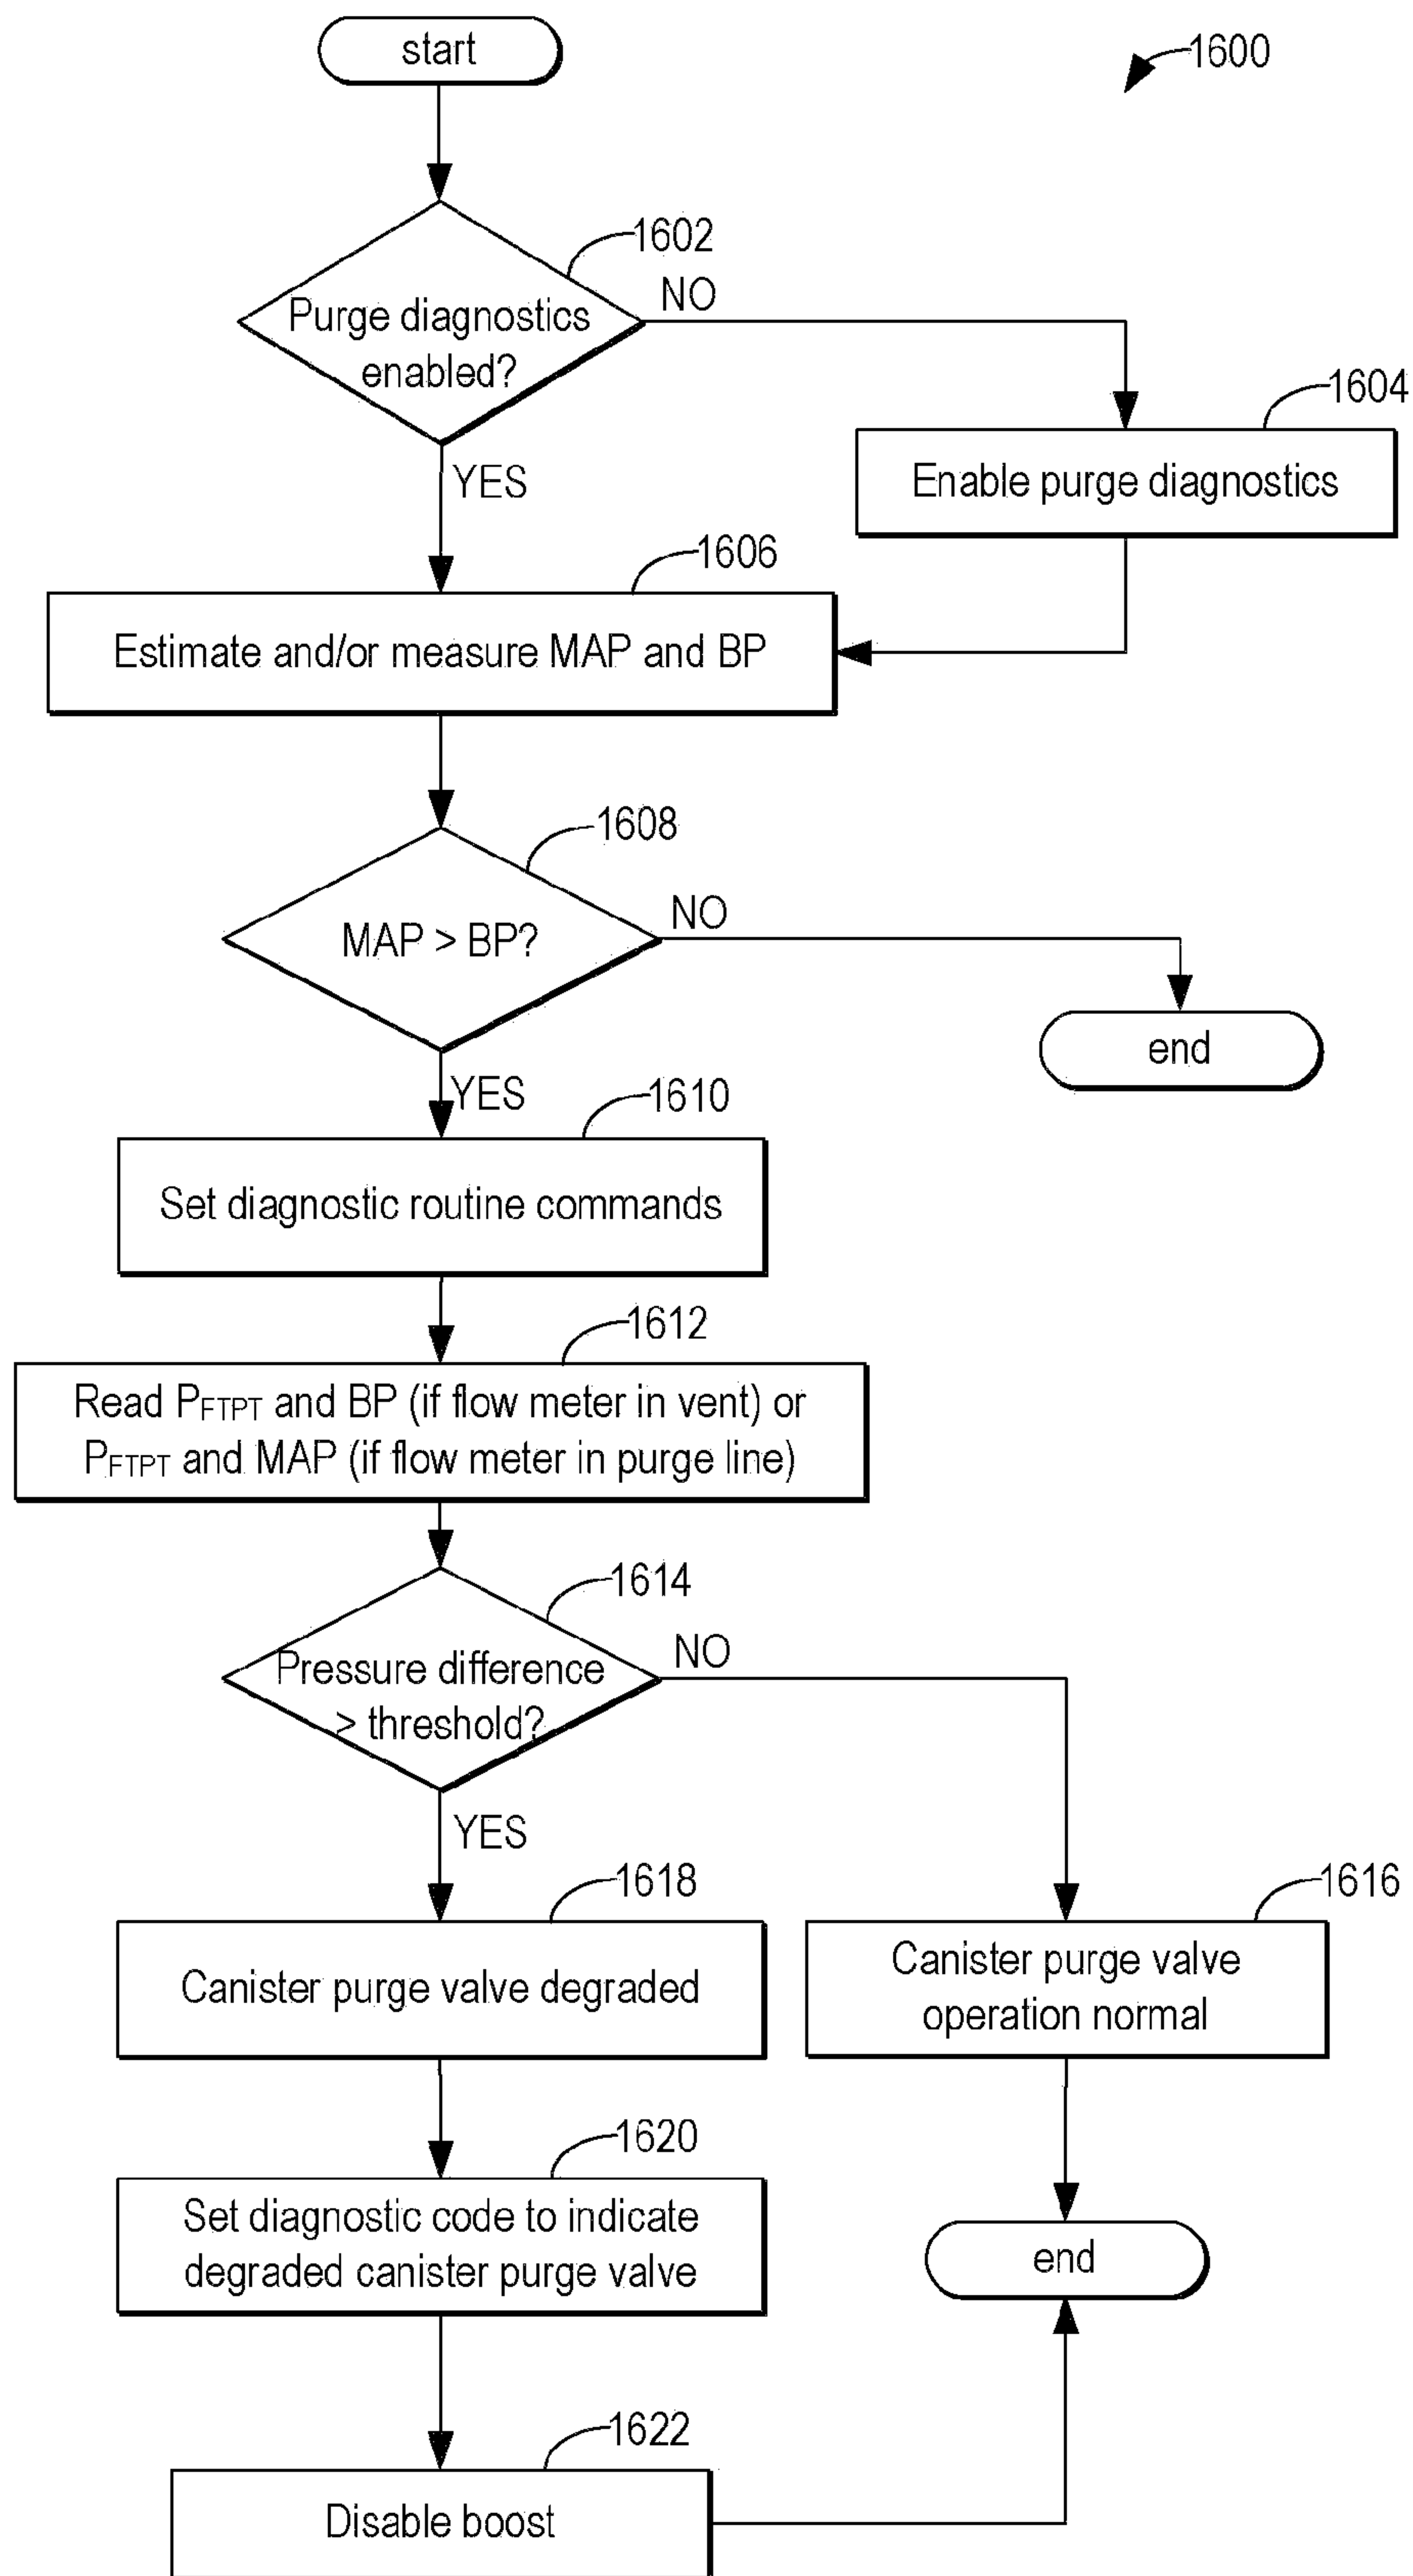 start
1600
1602
Purge diagnostics
enabled?
NO
1604
Enable purge diagnostics
YES
1606
Estimate and/or measure MAP and BP
1608
MAP > BP?
NO
end
YES
1610
Set diagnostic routine commands
1612
Read PFTPT and BP (if flow meter in vent) or
PFTPT and MAP (if flow meter in purge line)
1614
Pressure difference
> threshold?
NO
YES
1618
Canister purge valve degraded
1616
Canister purge valve
operation normal
1620
Set diagnostic code to indicate
degraded canister purge valve
end
1622
Disable boost